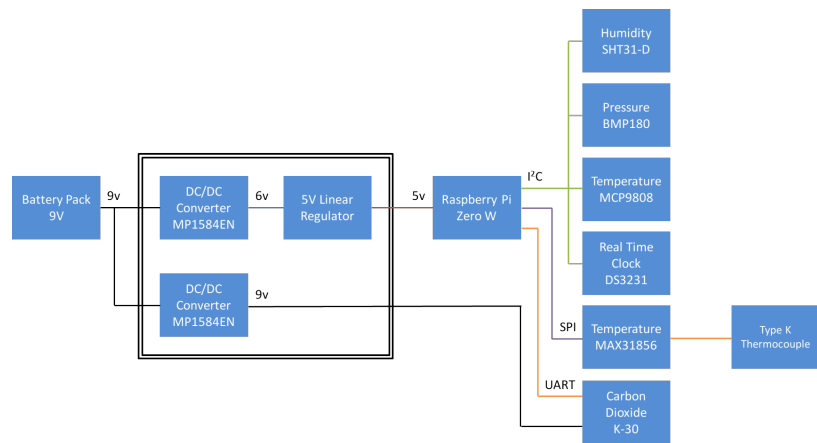 Humidity
SHT31-D
Pressure
BMP180
I²C
Battery Pack
9V
9v
DC/DC
Converter
MP1584EN
6v
5V Linear
Regulator
5v
Raspberry Pi
Zero W
Temperature
MCP9808
Real Time
Clock
DS3231
DC/DC
Converter
MP1584EN
9v
SPI
Temperature
MAX31856
Type K
Thermocouple
UART
Carbon
Dioxide
K-30